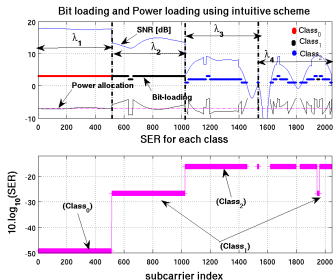 Bit loading and Power loading using intuitive scheme
20
10
0
-10
λ1
SNR [dB]
λ2
λ3
λ4
Class0
Class1
Class2
Power allocation
Bit-loading
0 200 400 600 800 1000 1200 1400 1600 1800 2000
SER for each class
10.log10(SER)
-10
-20
-30
-40
-50
(Class0)
(Class2)
(Class1)
0 200 400 600 800 1000 1200 1400 1600 1800 2000
subcarrier index